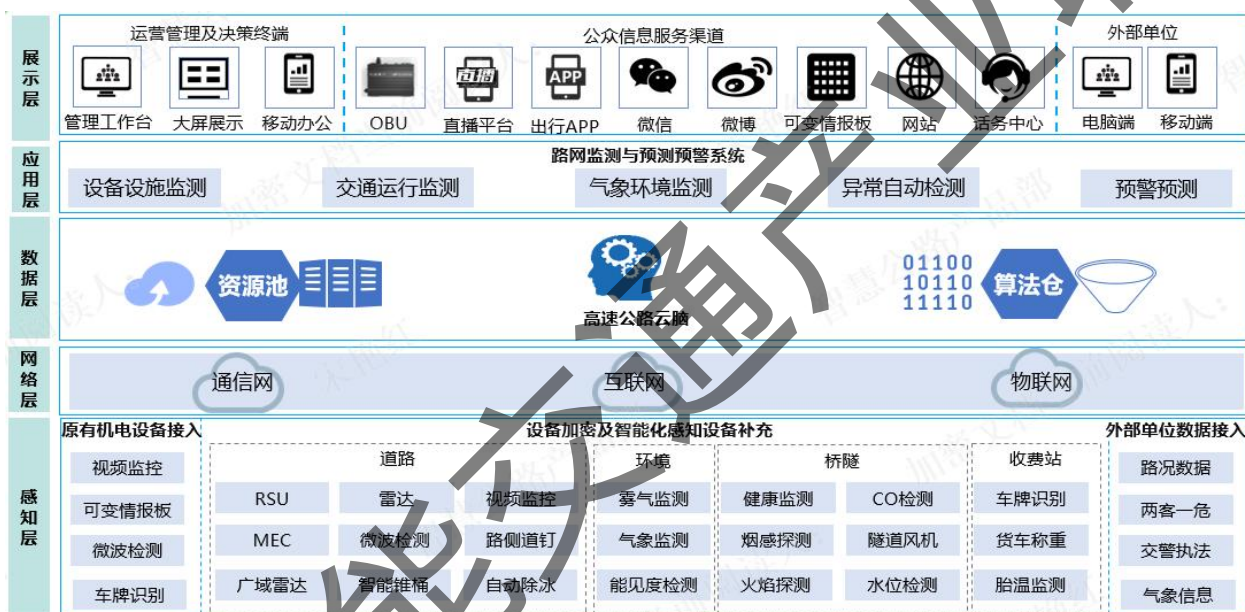 运营管理及决策终端
公众信息服务渠道
外部单位
展示层
直播
APP
管理工作台 大屏展示 移动办公 OBU 直播平台 出行APP 微信 微博 可变情报板 网站 话务中心 电脑端 移动端
应用层
路网监测与预测预警系统
设备设施监测 交通运行监测 气象环境监测 异常自动检测 预警预测
数据层
资源池
高速公路云脑
01100
10110
11110
算法仓
网络层
通信网 互联网 物联网
感知层
原有机电设备接入
视频监控
可变情报板
微波检测
车牌识别
设备加密及智能化感知设备补充
道路
RSU 雷达 视频监控
MEC 微波检测 路侧道钉
广域雷达 智能锥桶 自动除冰
环境
雾气监测
气象监测
能见度检测
桥隧
健康监测 CO检测
烟感探测 隧道风机
火焰探测 水位检测
收费站
车牌识别
货车称重
胎温监测
外部单位数据接入
路况数据
两客一危
交警执法
气象信息
能交通产业